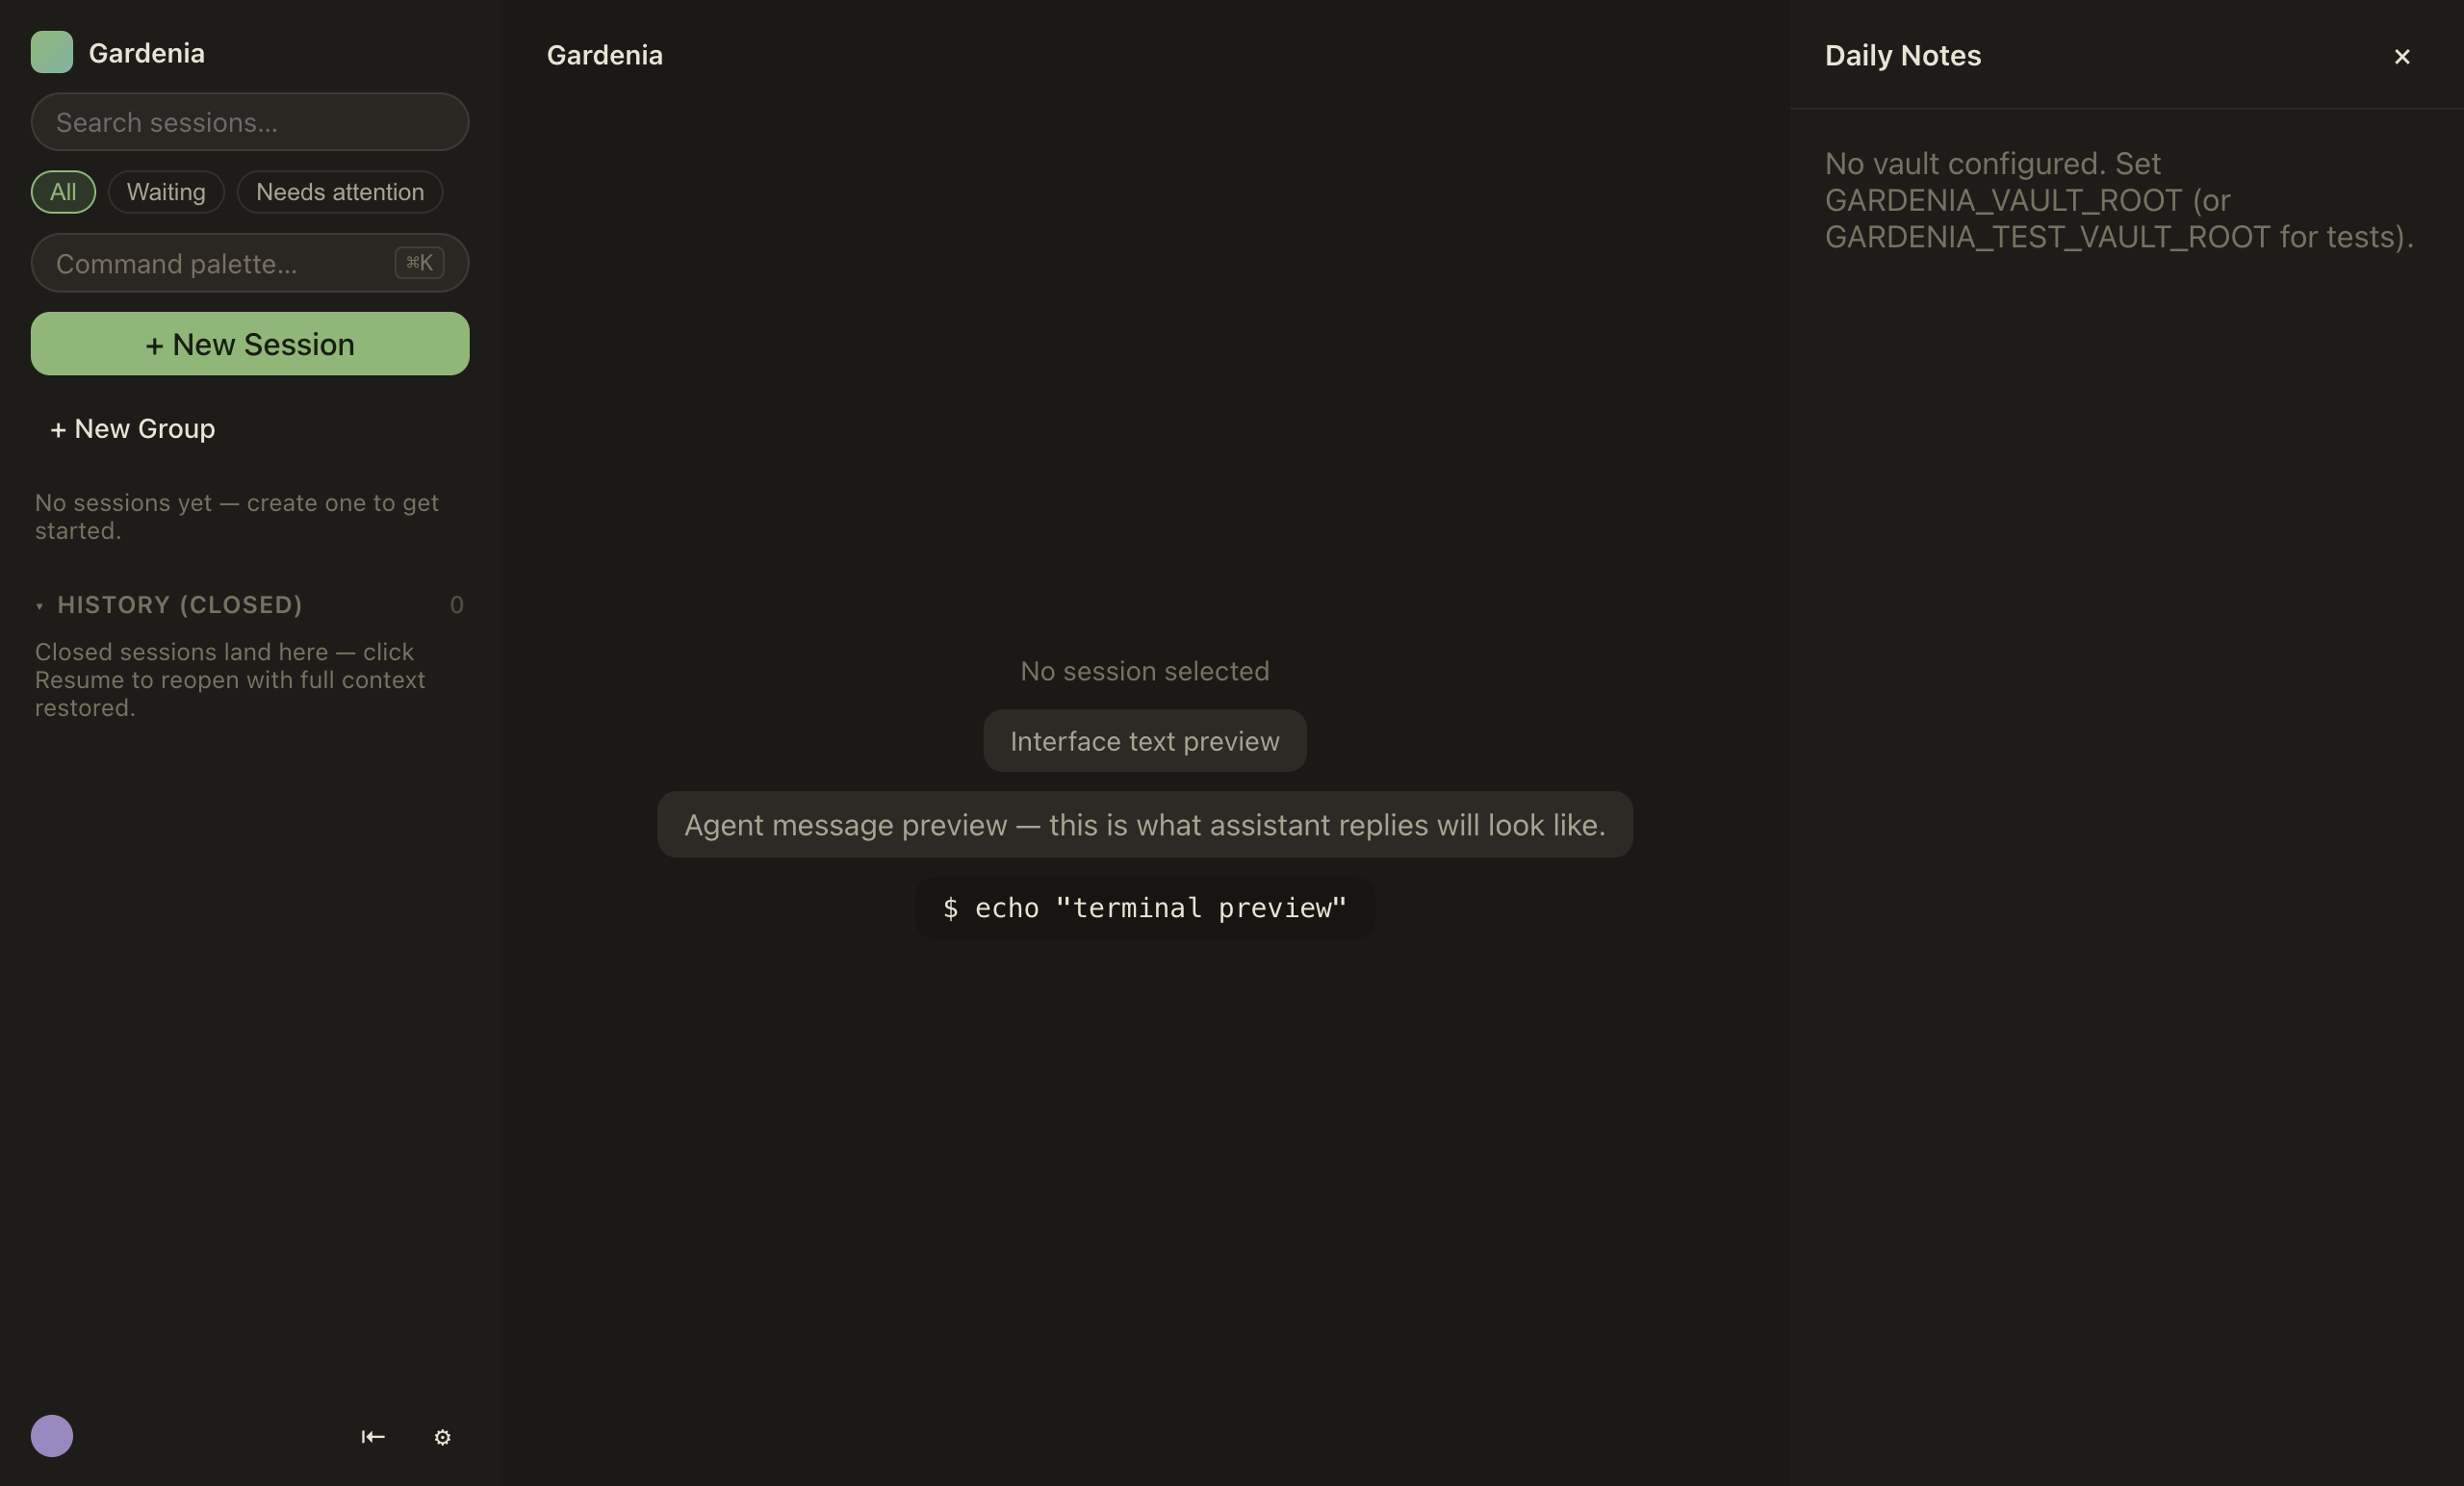 Gardenia
Search sessions...
All Waiting Needs attention
Command palette... ⌘K
+ New Session
+ New Group
No sessions yet — create one to get
started.
▾ HISTORY (CLOSED) 0
Closed sessions land here — click
Resume to reopen with full context
restored.
Gardenia
No session selected
Interface text preview
Agent message preview — this is what assistant replies will look like.
$ echo "terminal preview"
Daily Notes ×
No vault configured. Set
GARDENIA_VAULT_ROOT (or
GARDENIA_TEST_VAULT_ROOT for tests).